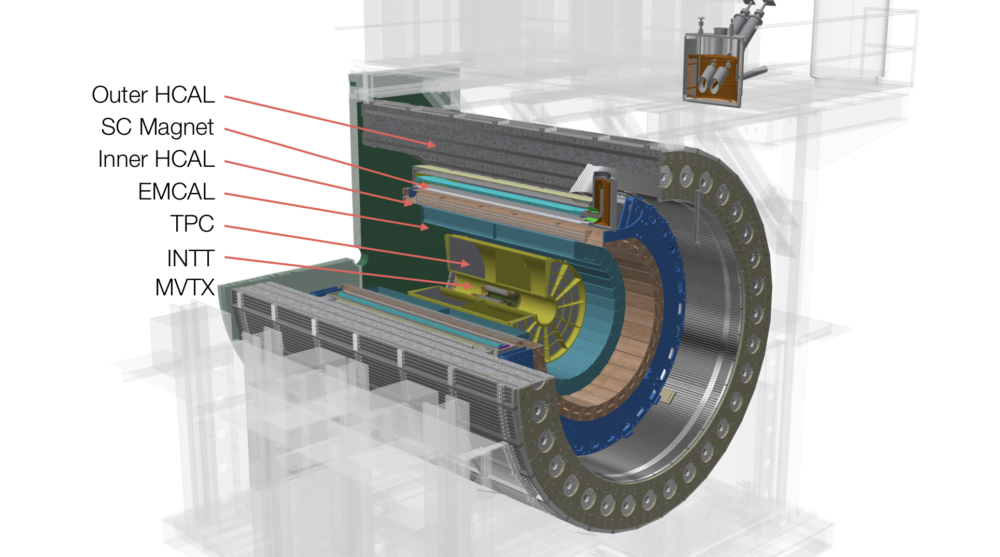 Outer HCAL
SC Magnet
Inner HCAL
EMCAL
TPC
INTT
MVTX